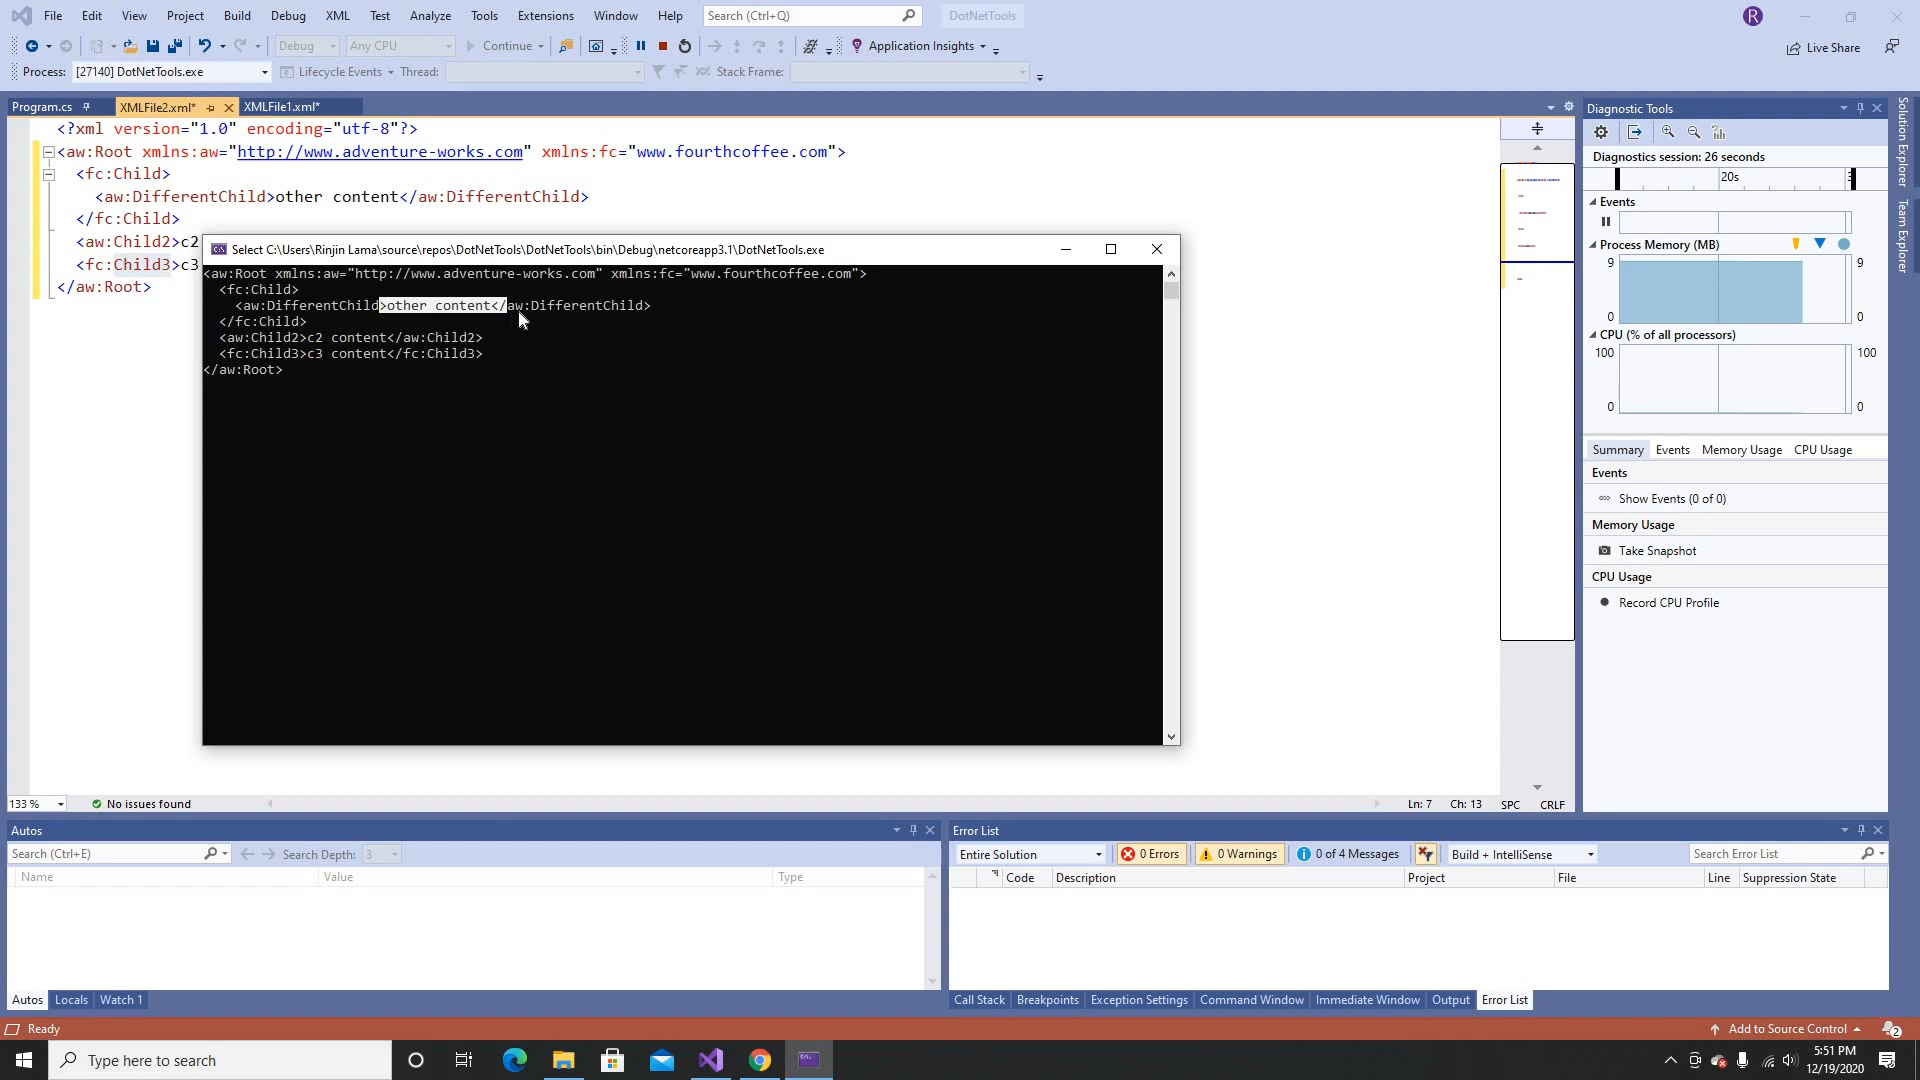 File Edit View Project Build Debug XML Test Analyze Tools Extensions Window Help Search (Ctrl+Q) DotNetTools R
Debug Any CPU Continue Application Insights Live Share
Process: [27140] DotNetTools.exe Lifecycle Events Thread: Stack Frame:
Program.cs XMLFile2.xml* XMLFile1.xml*
<?xml version="1.0" encoding="utf-8"?>
<aw:Root xmlns:aw="http://www.adventure-works.com" xmlns:fc="www.fourthcoffee.com">
<fc:Child>
<aw:DifferentChild>other content</aw:DifferentChild>
</fc:Child>
<aw:Child2>c2
<fc:Child3>c3
</aw:Root>
Select C:\Users\Rinjin Lama\source\repos\DotNetTools\DotNetTools\bin\Debug\netcoreapp3.1\DotNetTools.exe
<aw:Root xmlns:aw="http://www.adventure-works.com" xmlns:fc="www.fourthcoffee.com">
<fc:Child>
<aw:DifferentChild>other content</aw:DifferentChild>
</fc:Child>
<aw:Child2>c2 content</aw:Child2>
<fc:Child3>c3 content</fc:Child3>
</aw:Root>
133 % No issues found Ln: 7 Ch: 13 SPC CRLF
Diagnostic Tools
Diagnostics session: 26 seconds
20s
Events
Process Memory (MB)
9 9
0 0
CPU (% of all processors)
100 100
0 0
Summary Events Memory Usage CPU Usage
Events
Show Events (0 of 0)
Memory Usage
Take Snapshot
CPU Usage
Record CPU Profile
Solution Explorer
Team Explorer
Autos
Search (Ctrl+E) Search Depth: 3
Name Value Type
Autos Locals Watch 1
Error List
Entire Solution 0 Errors 0 Warnings 0 of 4 Messages Build + IntelliSense Search Error List
Code Description Project File Line Suppression State
Call Stack Breakpoints Exception Settings Command Window Immediate Window Output Error List
Ready Add to Source Control 2
Type here to search
5:51 PM
12/19/2020